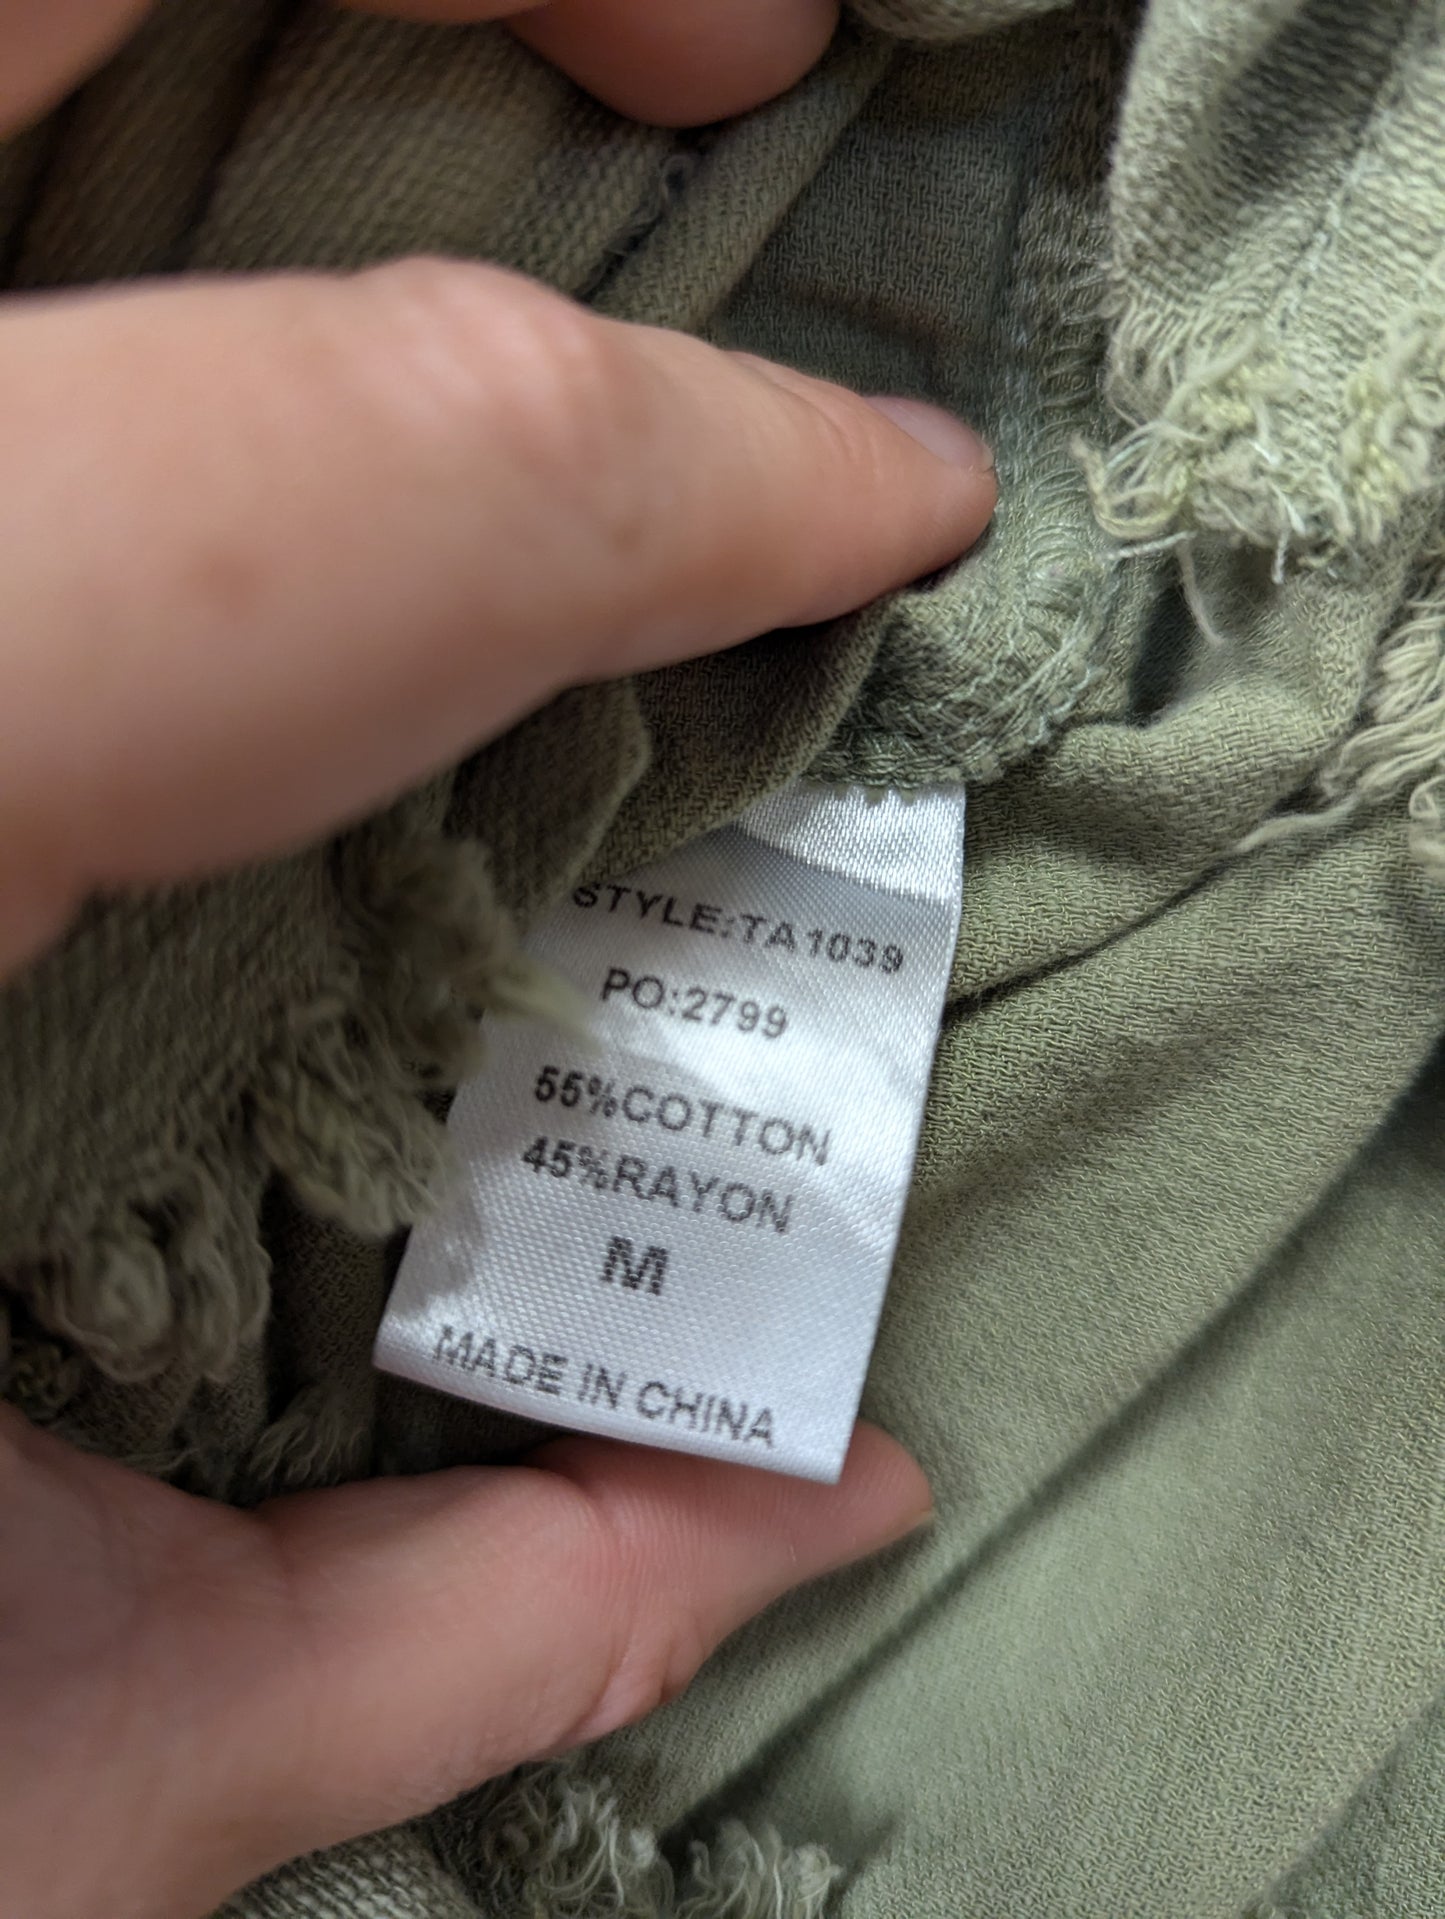 STYLE:TA1039
PO:2799
55%COTTON
45%RAYON
M
MADE IN CHINA